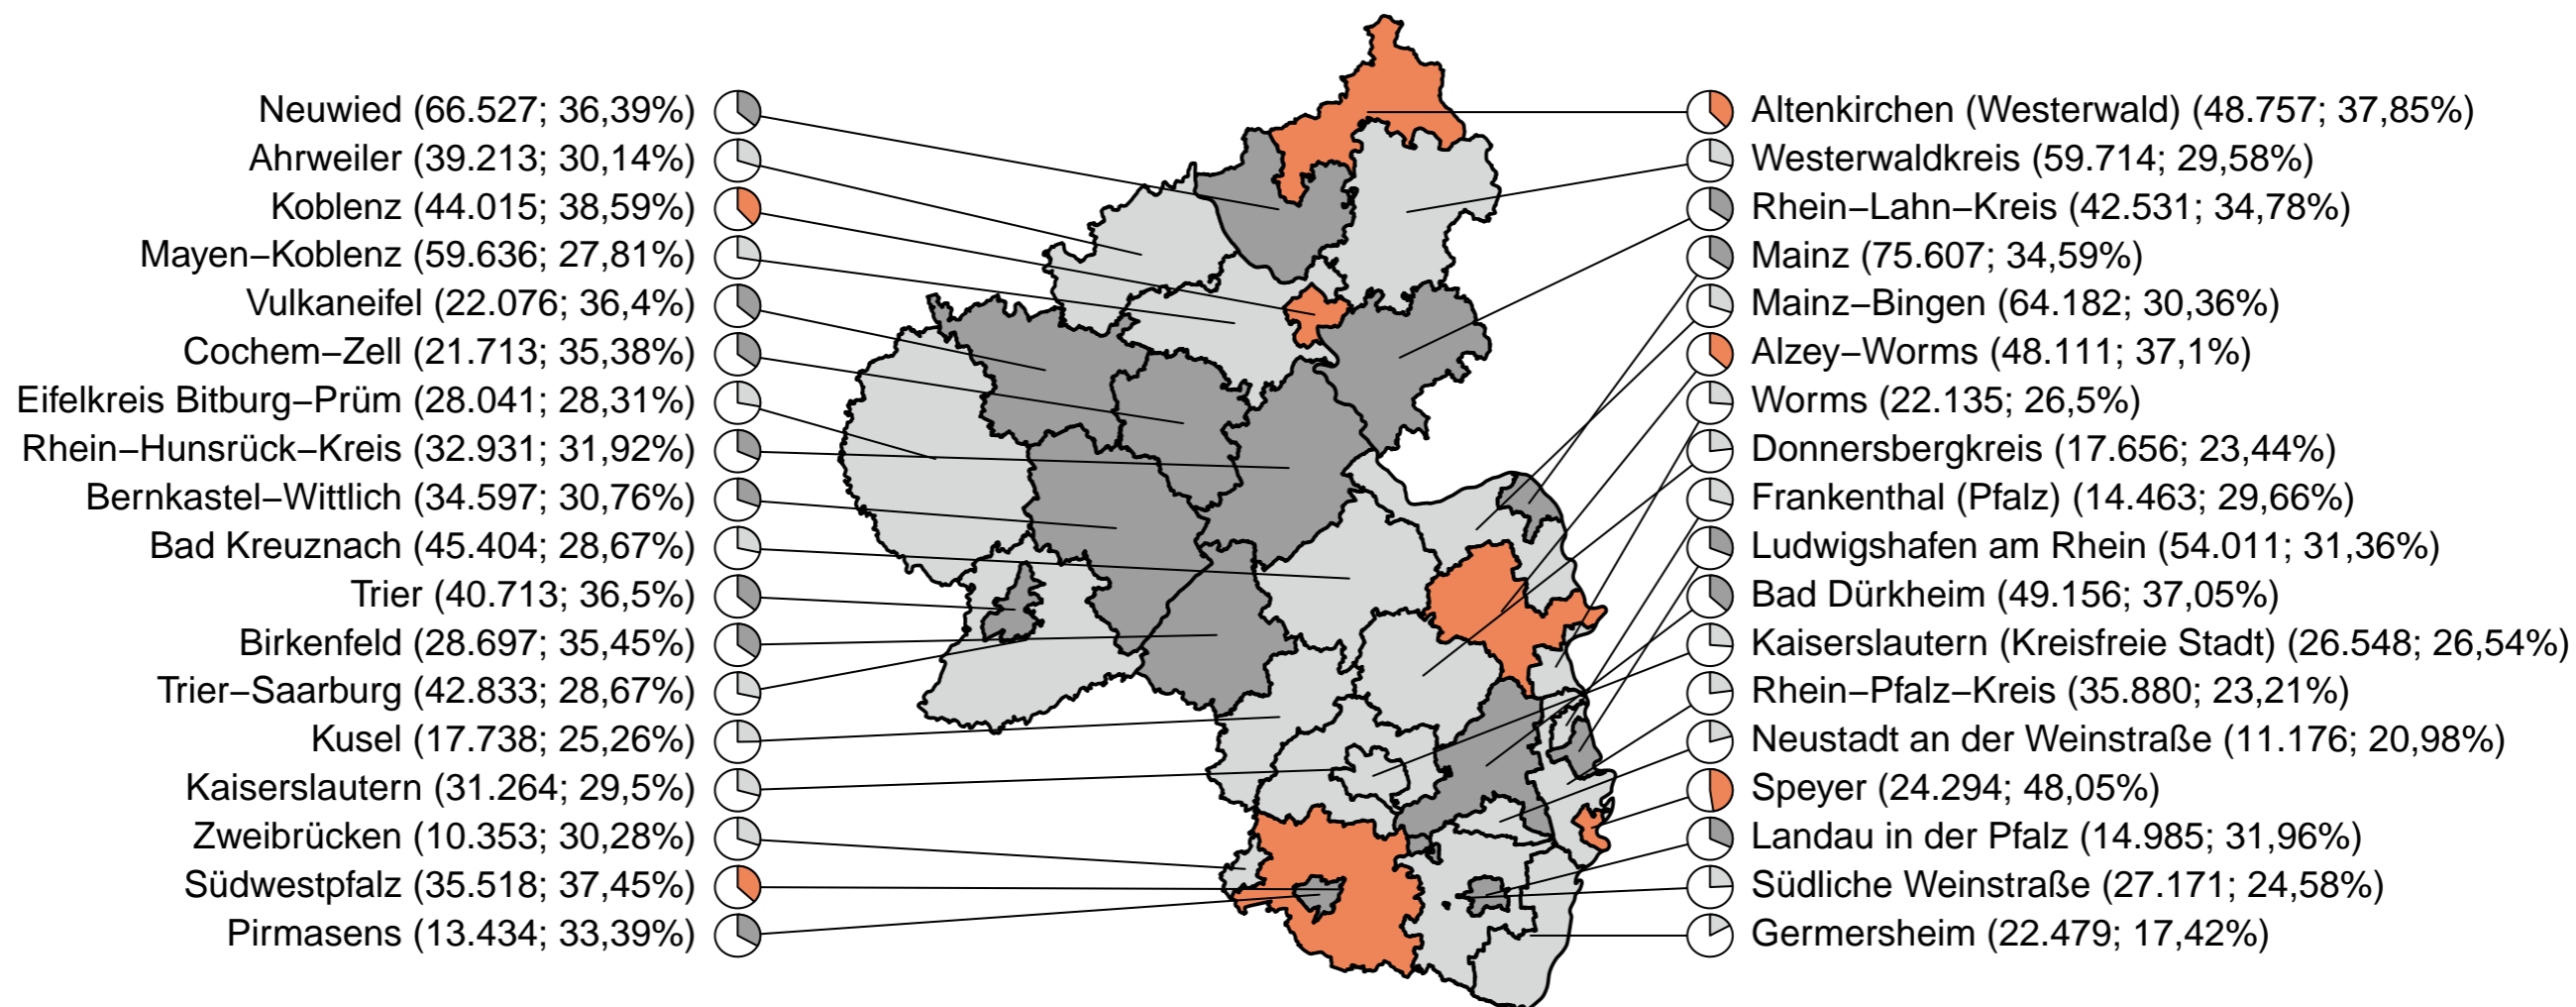 Neuwied (66.527; 36,39%)
Ahrweiler (39.213; 30,14%)
Koblenz (44.015; 38,59%)
Mayen−Koblenz (59.636; 27,81%)
Vulkaneifel (22.076; 36,4%)
Cochem−Zell (21.713; 35,38%)
Eifelkreis Bitburg−Prüm (28.041; 28,31%)
Rhein−Hunsrück−Kreis (32.931; 31,92%)
Bernkastel−Wittlich (34.597; 30,76%)
Bad Kreuznach (45.404; 28,67%)
Trier (40.713; 36,5%)
Birkenfeld (28.697; 35,45%)
Trier−Saarburg (42.833; 28,67%)
Kusel (17.738; 25,26%)
Kaiserslautern (31.264; 29,5%)
Zweibrücken (10.353; 30,28%)
Südwestpfalz (35.518; 37,45%)
Pirmasens (13.434; 33,39%)
Altenkirchen (Westerwald) (48.757; 37,85%)
Westerwaldkreis (59.714; 29,58%)
Rhein−Lahn−Kreis (42.531; 34,78%)
Mainz (75.607; 34,59%)
Mainz−Bingen (64.182; 30,36%)
Alzey−Worms (48.111; 37,1%)
Worms (22.135; 26,5%)
Donnersbergkreis (17.656; 23,44%)
Frankenthal (Pfalz) (14.463; 29,66%)
Ludwigshafen am Rhein (54.011; 31,36%)
Bad Dürkheim (49.156; 37,05%)
Kaiserslautern (Kreisfreie Stadt) (26.548; 26,54%)
Rhein−Pfalz−Kreis (35.880; 23,21%)
Neustadt an der Weinstraße (11.176; 20,98%)
Speyer (24.294; 48,05%)
Landau in der Pfalz (14.985; 31,96%)
Südliche Weinstraße (27.171; 24,58%)
Germersheim (22.479; 17,42%)